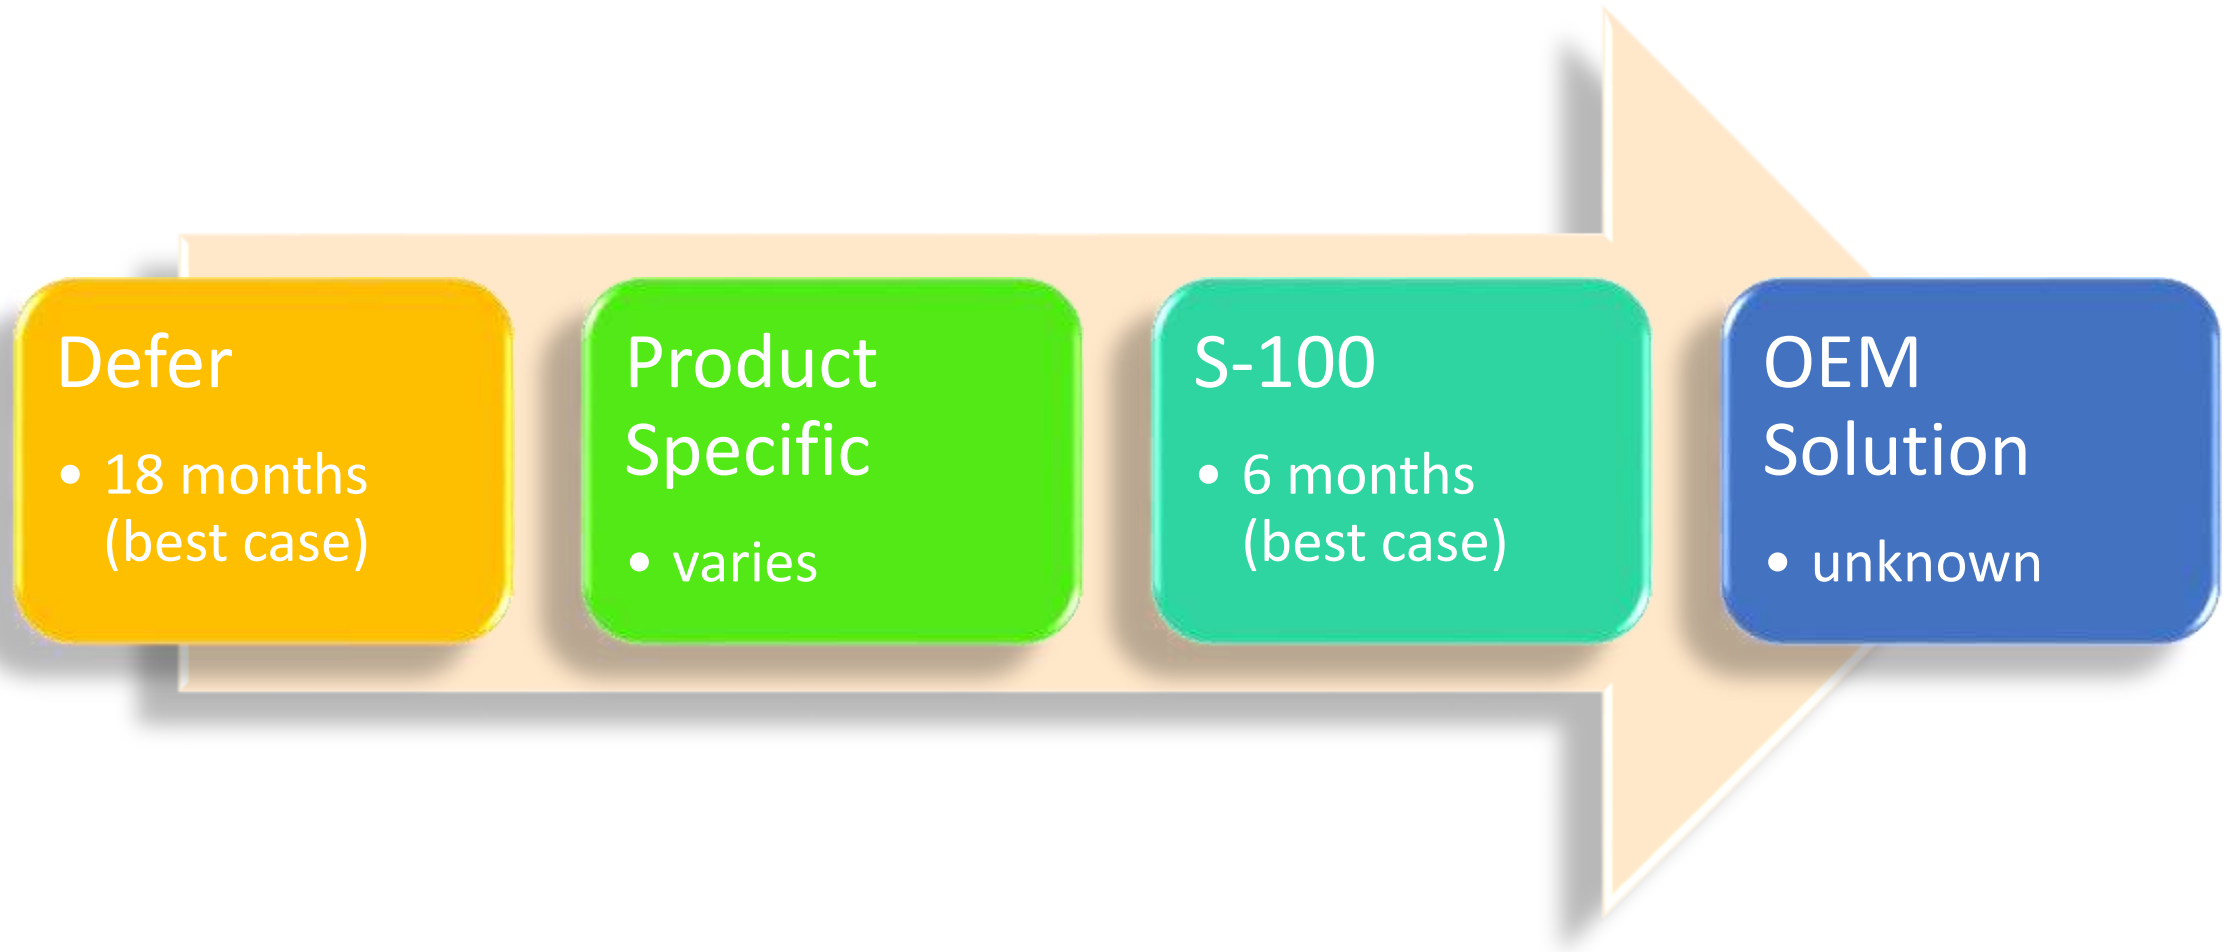 Defer
• 18 months
(best case)
Product
Specific
• varies
S-100
• 6 months
(best case)
OEM
Solution
• unknown